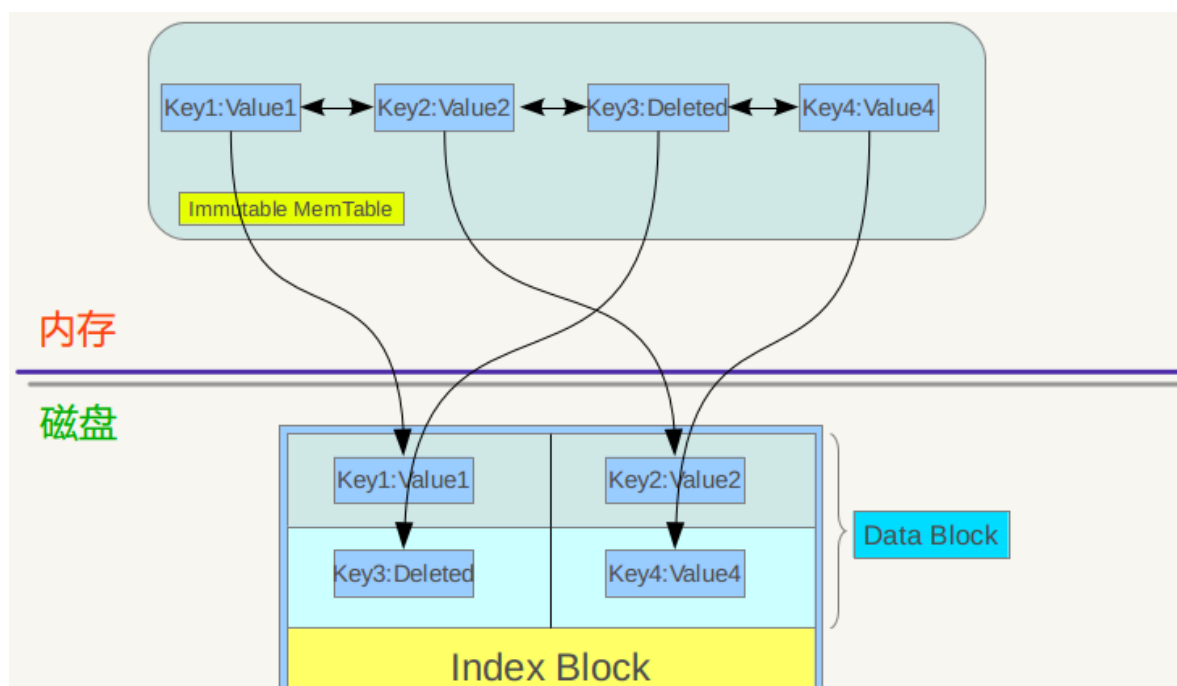 Key1:Value1
Key2:Value2
Key3:Deleted
Key4:Value4
Immutable MemTable
内存
磁盘
Key1:Value1
Key2:Value2
Data Block
Key3:Deleted
Key4:Value4
Index Block